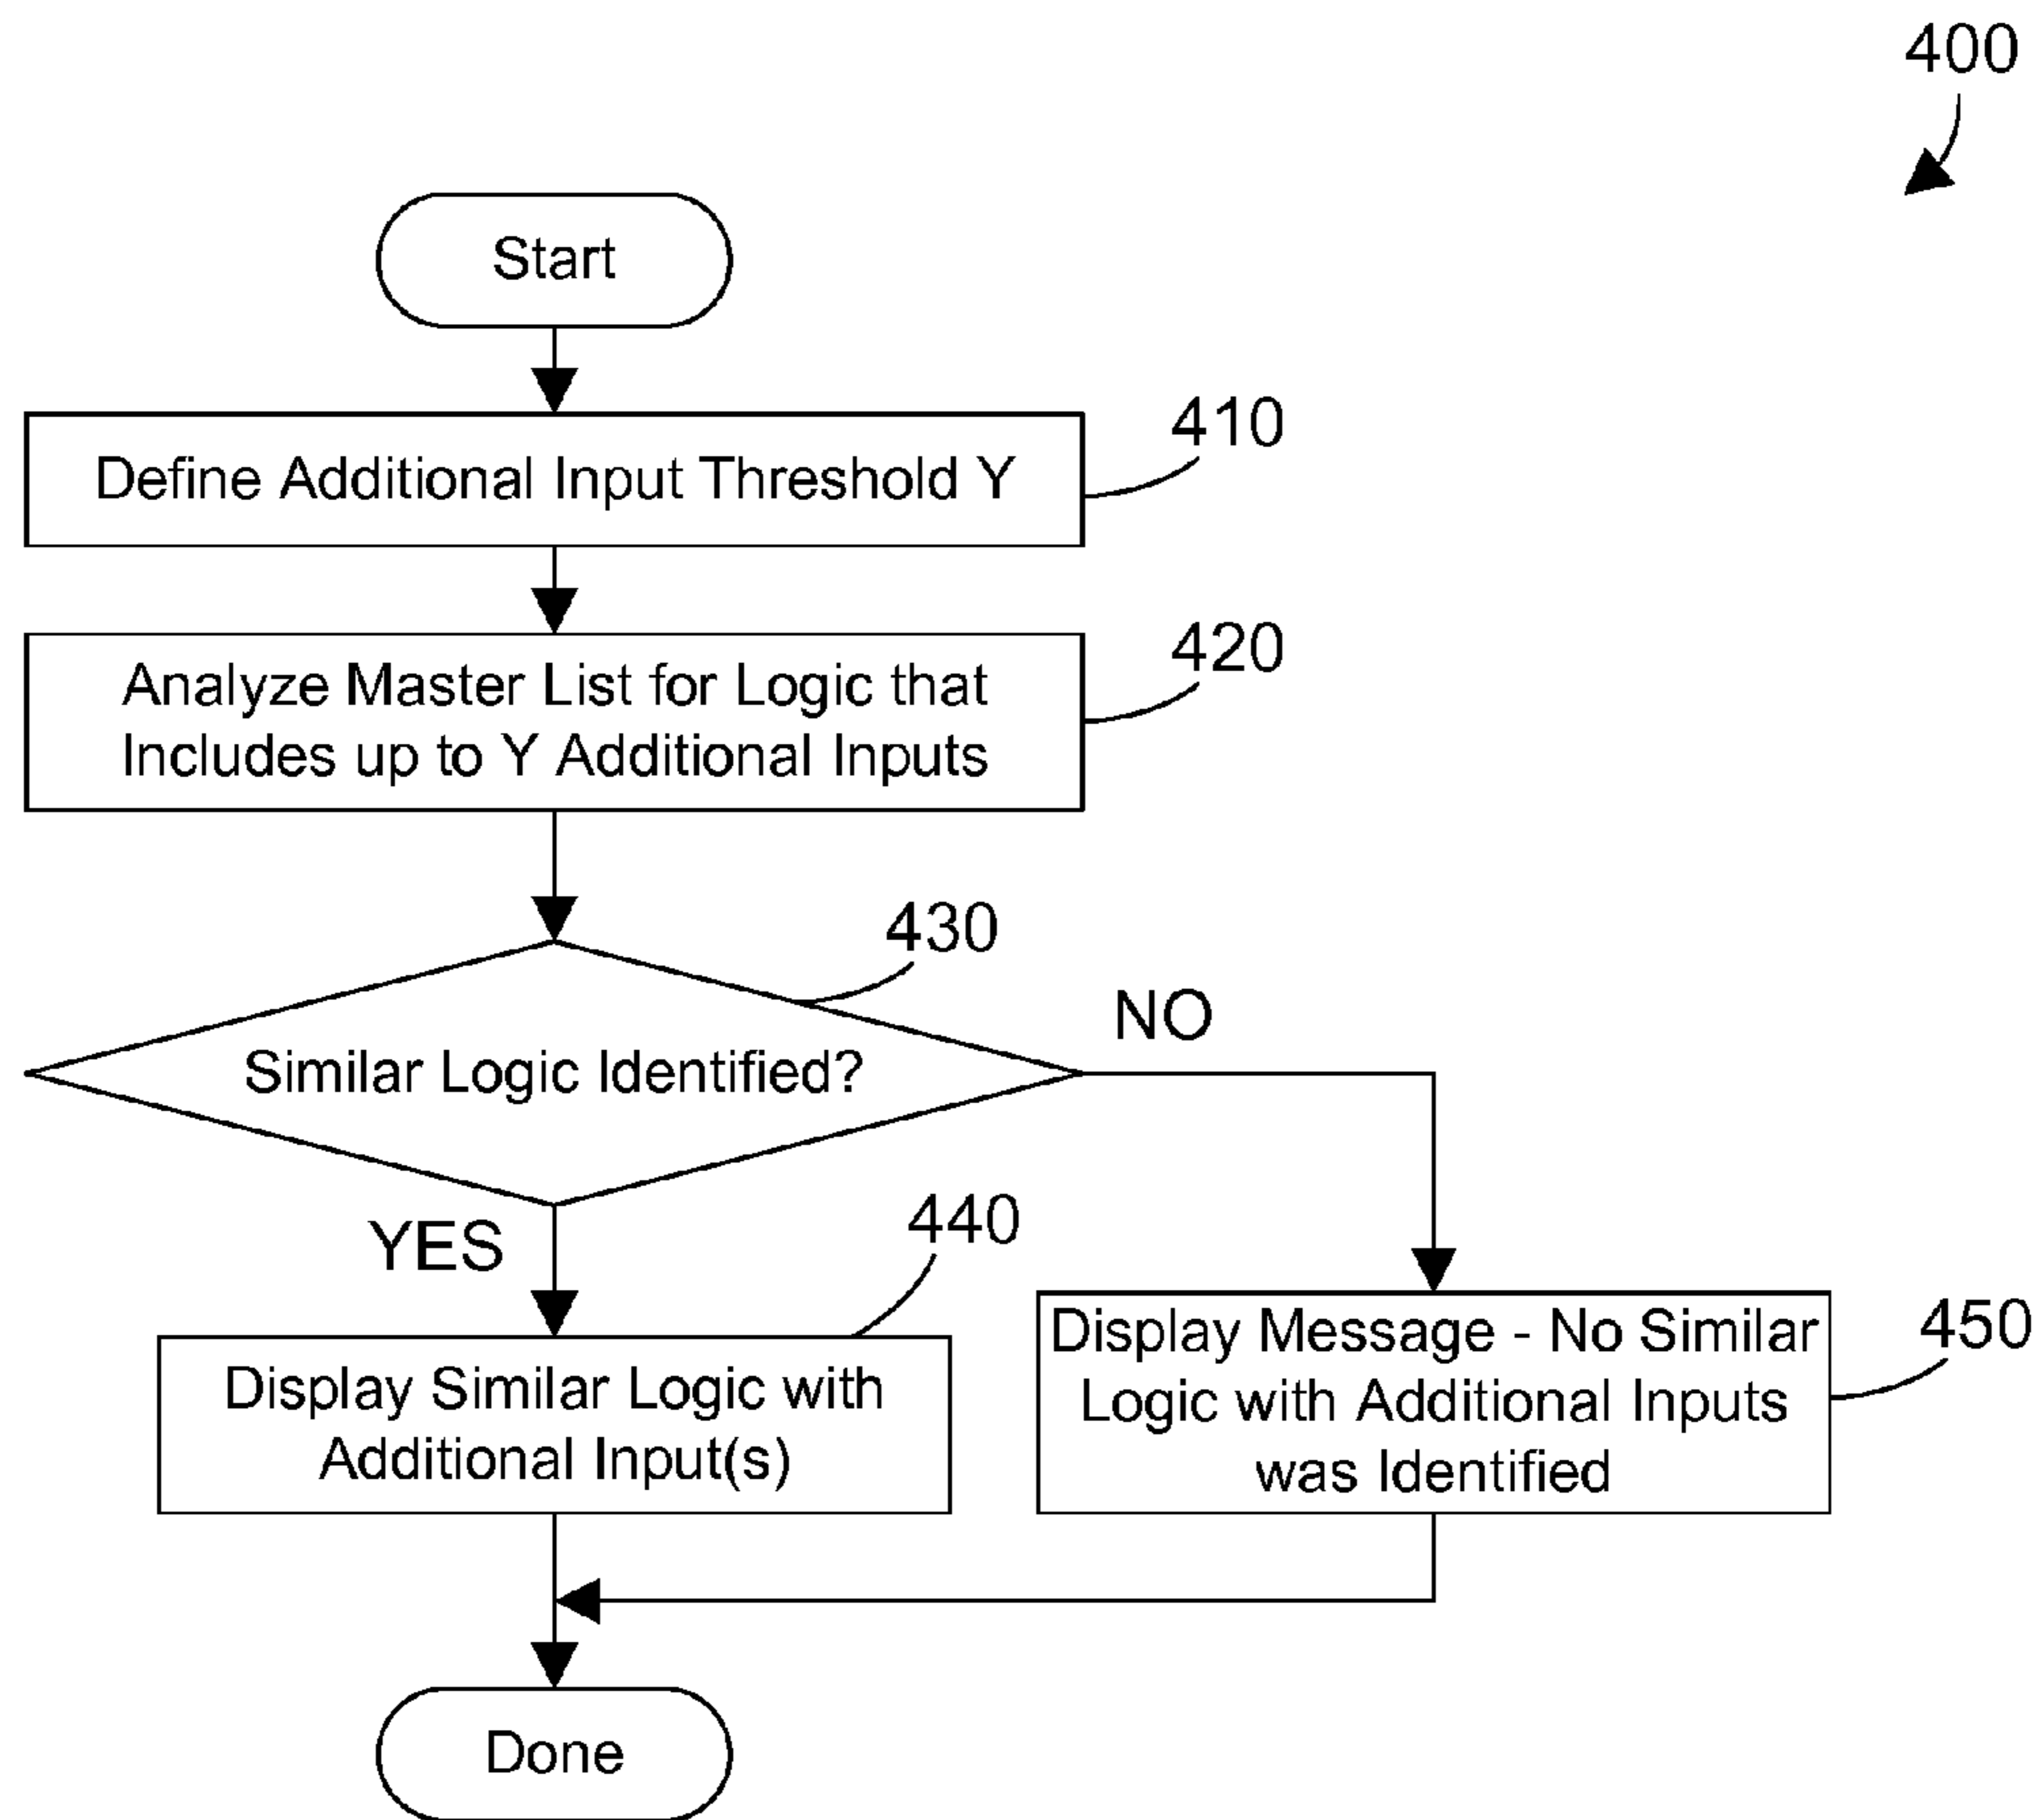 400
Start
410
Define Additional Input Threshold Y
420
Analyze Master List for Logic that
Includes up to Y Additional Inputs
430
NO
Similar Logic Identified?
YES
440
Display Similar Logic with
Additional Input(s)
450
Display Message - No Similar
Logic with Additional Inputs
was Identified
Done